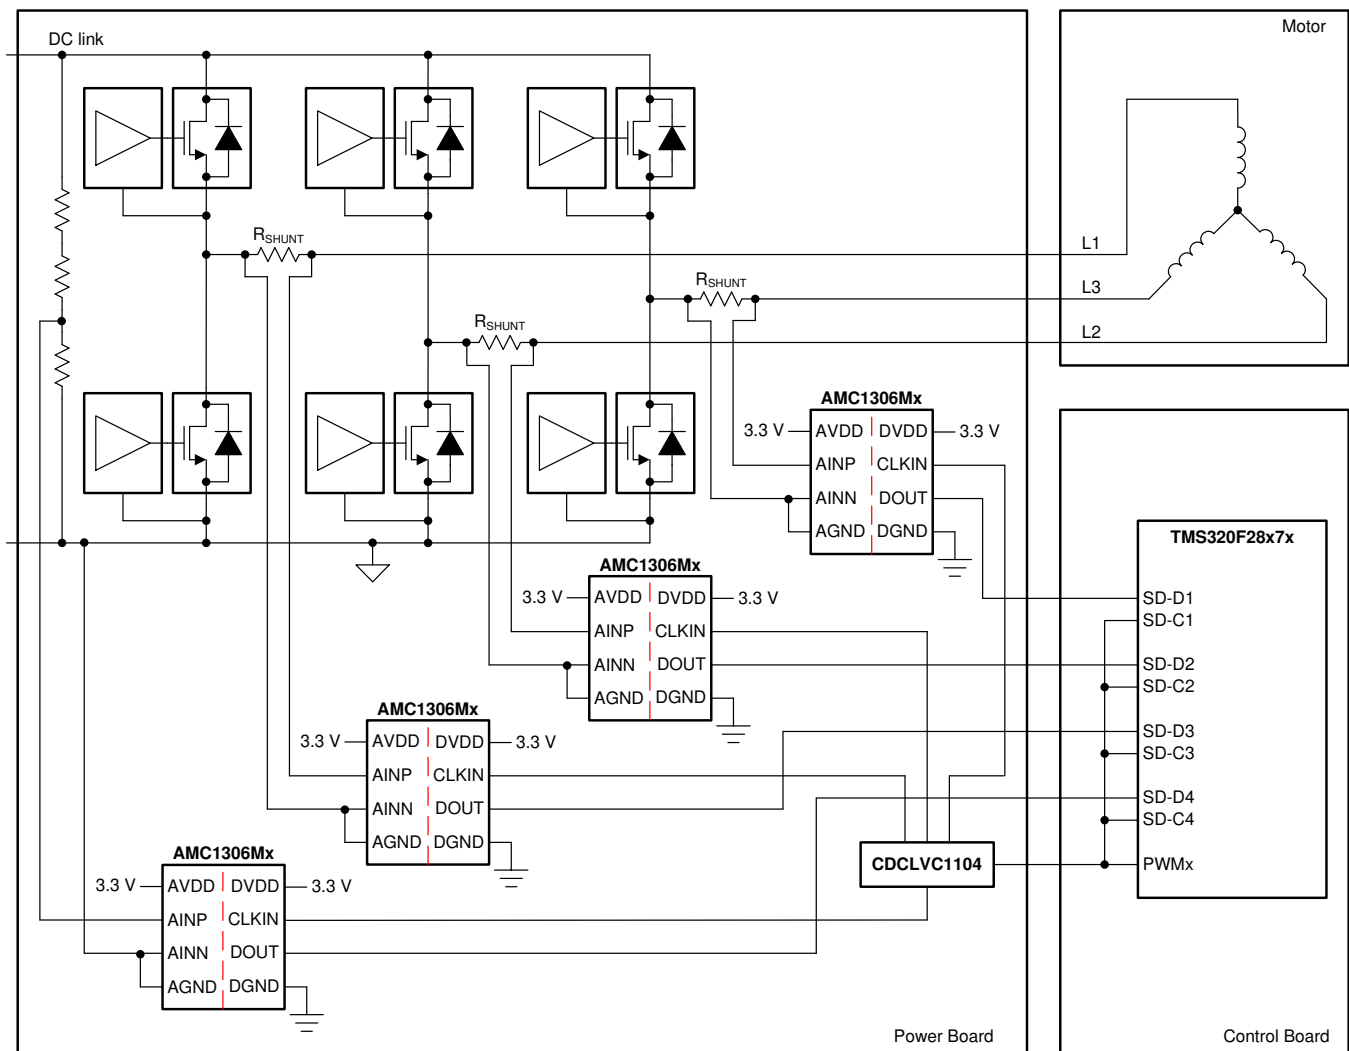 DC link
Motor
R_SHUNT
L1
R_SHUNT
L3
R_SHUNT
L2
AMC1306Mx
3.3 V
AVDD
DVDD
3.3 V
AINP
CLKIN
AINN
DOUT
AGND
DGND
TMS320F28x7x
AMC1306Mx
3.3 V
AVDD
DVDD
3.3 V
AINP
CLKIN
AINN
DOUT
AGND
DGND
SD-D1
SD-C1
SD-D2
SD-C2
SD-D3
SD-C3
SD-D4
SD-C4
PWMx
AMC1306Mx
3.3 V
AVDD
DVDD
3.3 V
AINP
CLKIN
AINN
DOUT
AGND
DGND
CDCLVC1104
AMC1306Mx
3.3 V
AVDD
DVDD
3.3 V
AINP
CLKIN
AINN
DOUT
AGND
DGND
Power Board
Control Board